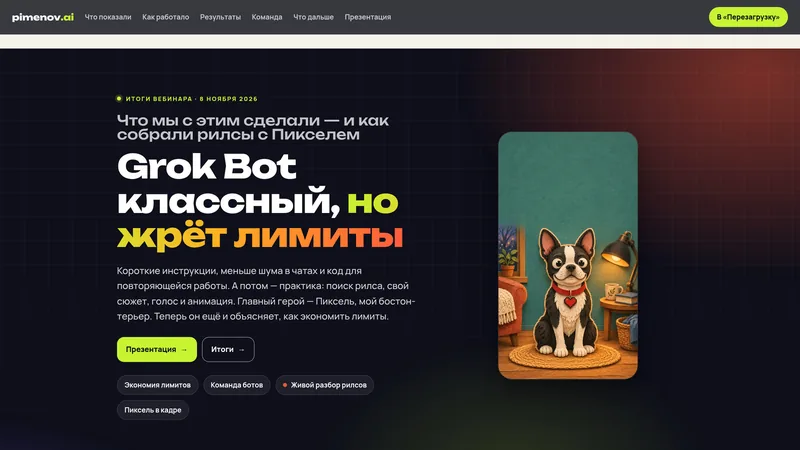 pimenov.ai
Что показали
Как работало
Результаты
Команда
Что дальше
Презентация
В «Перезагрузку»
ИТОГИ ВЕБИНАРА · 8 НОЯБРЯ 2026
Что мы с этим сделали — и как
собрали рилсы с Пикселем
Grok Bot
классный, но
жрёт лимиты
Короткие инструкции, меньше шума в чатах и код для
повторяющейся работы. А потом — практика: поиск рилса, свой
сюжет, голос и анимация. Главный герой — Пиксель, мой бостон-
терьер. Теперь он ещё и объясняет, как экономить лимиты.
Презентация →
Итоги →
Экономия лимитов
Команда ботов
Живой разбор рилсов
Пиксель в кадре